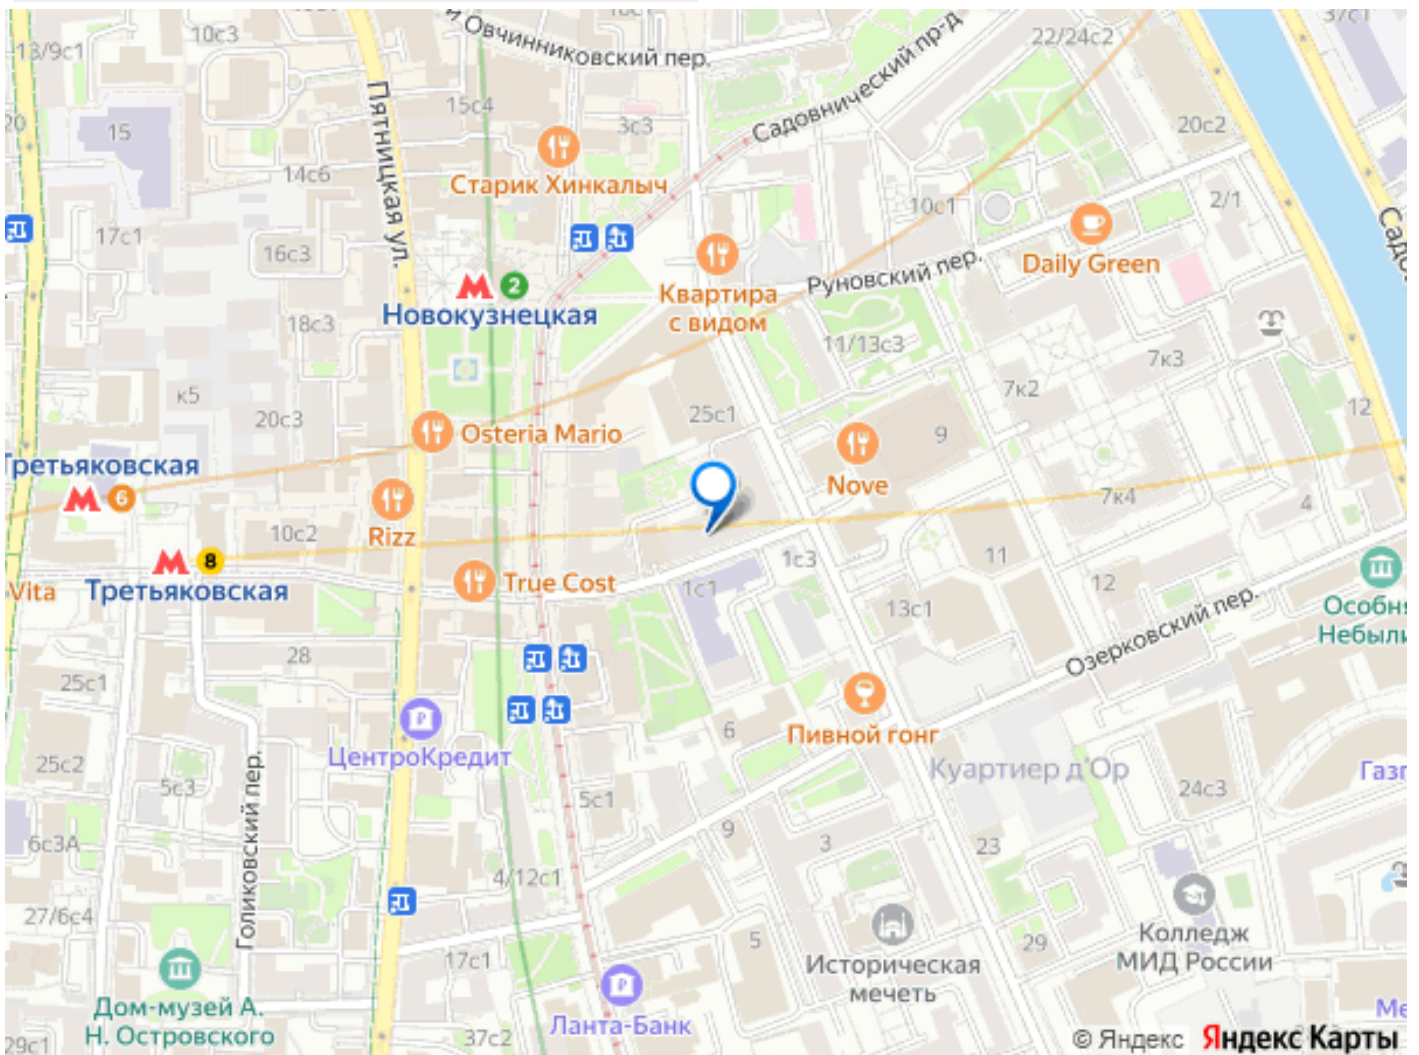 13/9с1
10с3
й Овчинниковский пер.
Садовнический пр-д
22/24с2
37с1
20
15
15с4
3с3
20с2
Пятницкая ул.
14с6
Старик Хинкалыч
10с1
2/1
17с1
16с3
Руновский пер.
Daily Green
2
Новокузнецкая
Квартира
с видом
18с3
11/13с3
7к3
к5
20с3
25с1
7к2
12
Osteria Mario
9
Третьяковская
6
Nove
7к4
4
Rizz
10с2
8
Третьяковская
Vita
True Cost
1с3
1с1
11
12
13с1
Озерковский пер.
28
25с1
Пивной гонг
6
ЦентроКредит
25с2
5с3
Куартиер д'Ор
24с3
5с1
6с3А
Голиковский пер.
9
3
23
4/12с1
27/6с4
Колледж
МИД России
5
29
Историческая
мечеть
17с1
Дом-музей А.
Н. Островского
Ланта-Банк
37с2
29с1
© Яндекс Яндекс Карты